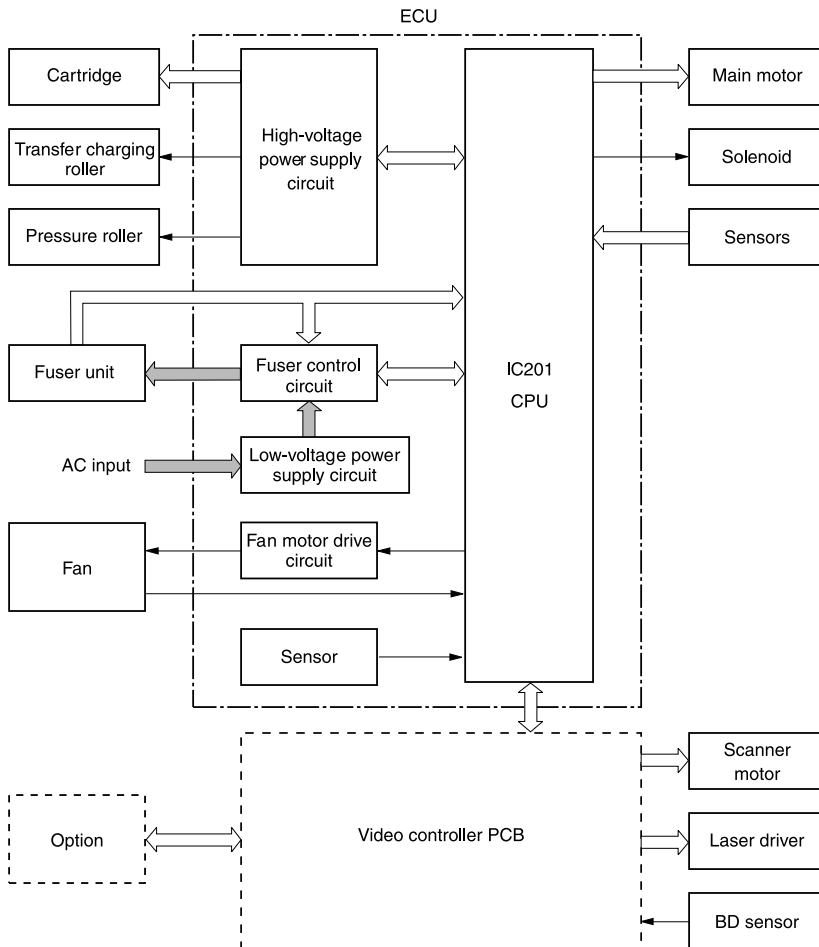 ECU
Cartridge
High-voltage
power supply
circuit
Main motor
Transfer charging
roller
Solenoid
Pressure roller
Sensors
Fuser unit
Fuser control
circuit
IC201
CPU
AC input
Low-voltage power
supply circuit
Fan
Fan motor drive
circuit
Sensor
Scanner
motor
Option
Video controller PCB
Laser driver
BD sensor